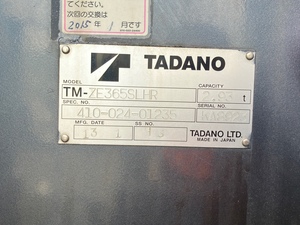 てください。
次回の交換は
2015年 1月です
TADANO
MODEL CAPACITY
TM-ZE365SLHR t
SPEC. NO. SERIAL NO.
410-024-01235
MFG. DATE SS NO.
13 1
TADANO LTD.
MADE IN JAPAN